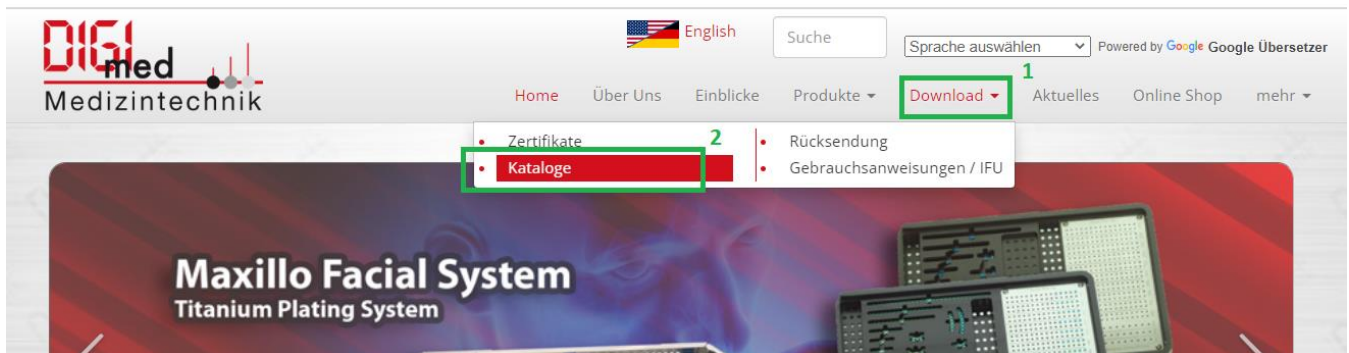 DIGI
med
Medizintechnik
English
Suche
Sprache auswählen
Powered by Google Google Übersetzer
1
Home Über Uns Einblicke Produkte Download Aktuelles Online Shop mehr
2
• Zertifikate • Rücksendung
• Kataloge • Gebrauchsanweisungen / IFU
Maxillo Facial System
Titanium Plating System